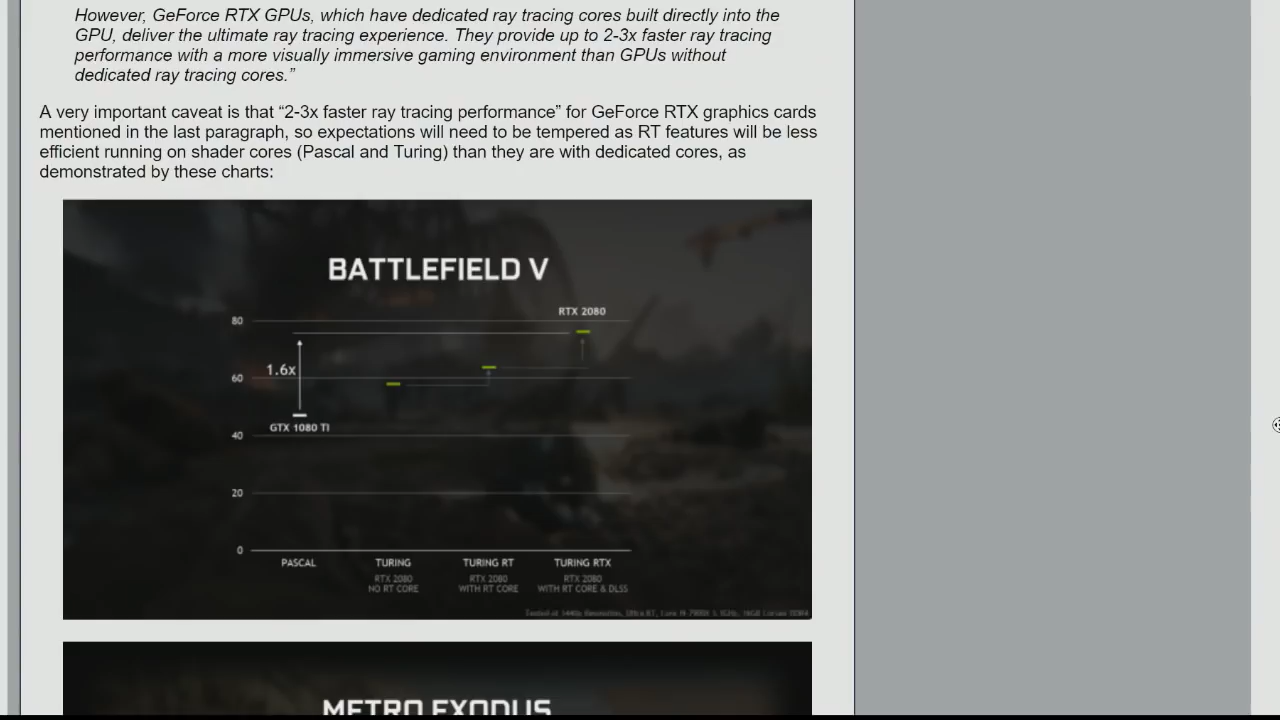 However, GeForce RTX GPUs, which have dedicated ray tracing cores built directly into the
GPU, deliver the ultimate ray tracing experience. They provide up to 2-3x faster ray tracing
performance with a more visually immersive gaming environment than GPUs without
dedicated ray tracing cores.”
A very important caveat is that “2-3x faster ray tracing performance” for GeForce RTX graphics cards
mentioned in the last paragraph, so expectations will need to be tempered as RT features will be less
efficient running on shader cores (Pascal and Turing) than they are with dedicated cores, as
demonstrated by these charts:
BATTLEFIELD V
RTX 2080
80
1.6x
60
GTX 1080 TI
40
20
0
PASCAL TURING TURING RT TURING RTX
RTX 2080 RTX 2080 RTX 2080
NO RT CORE WITH RT CORE WITH RT CORE & DLSS
METRO EXODUS